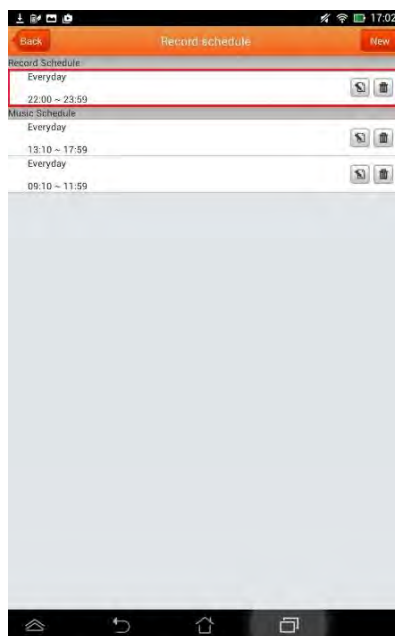 17:02
Back
Record schedule
New
Record Schedule
Everyday
22:00 ~ 23:59
Music Schedule
Everyday
13:10 ~ 17:59
Everyday
09:10 ~ 11:59